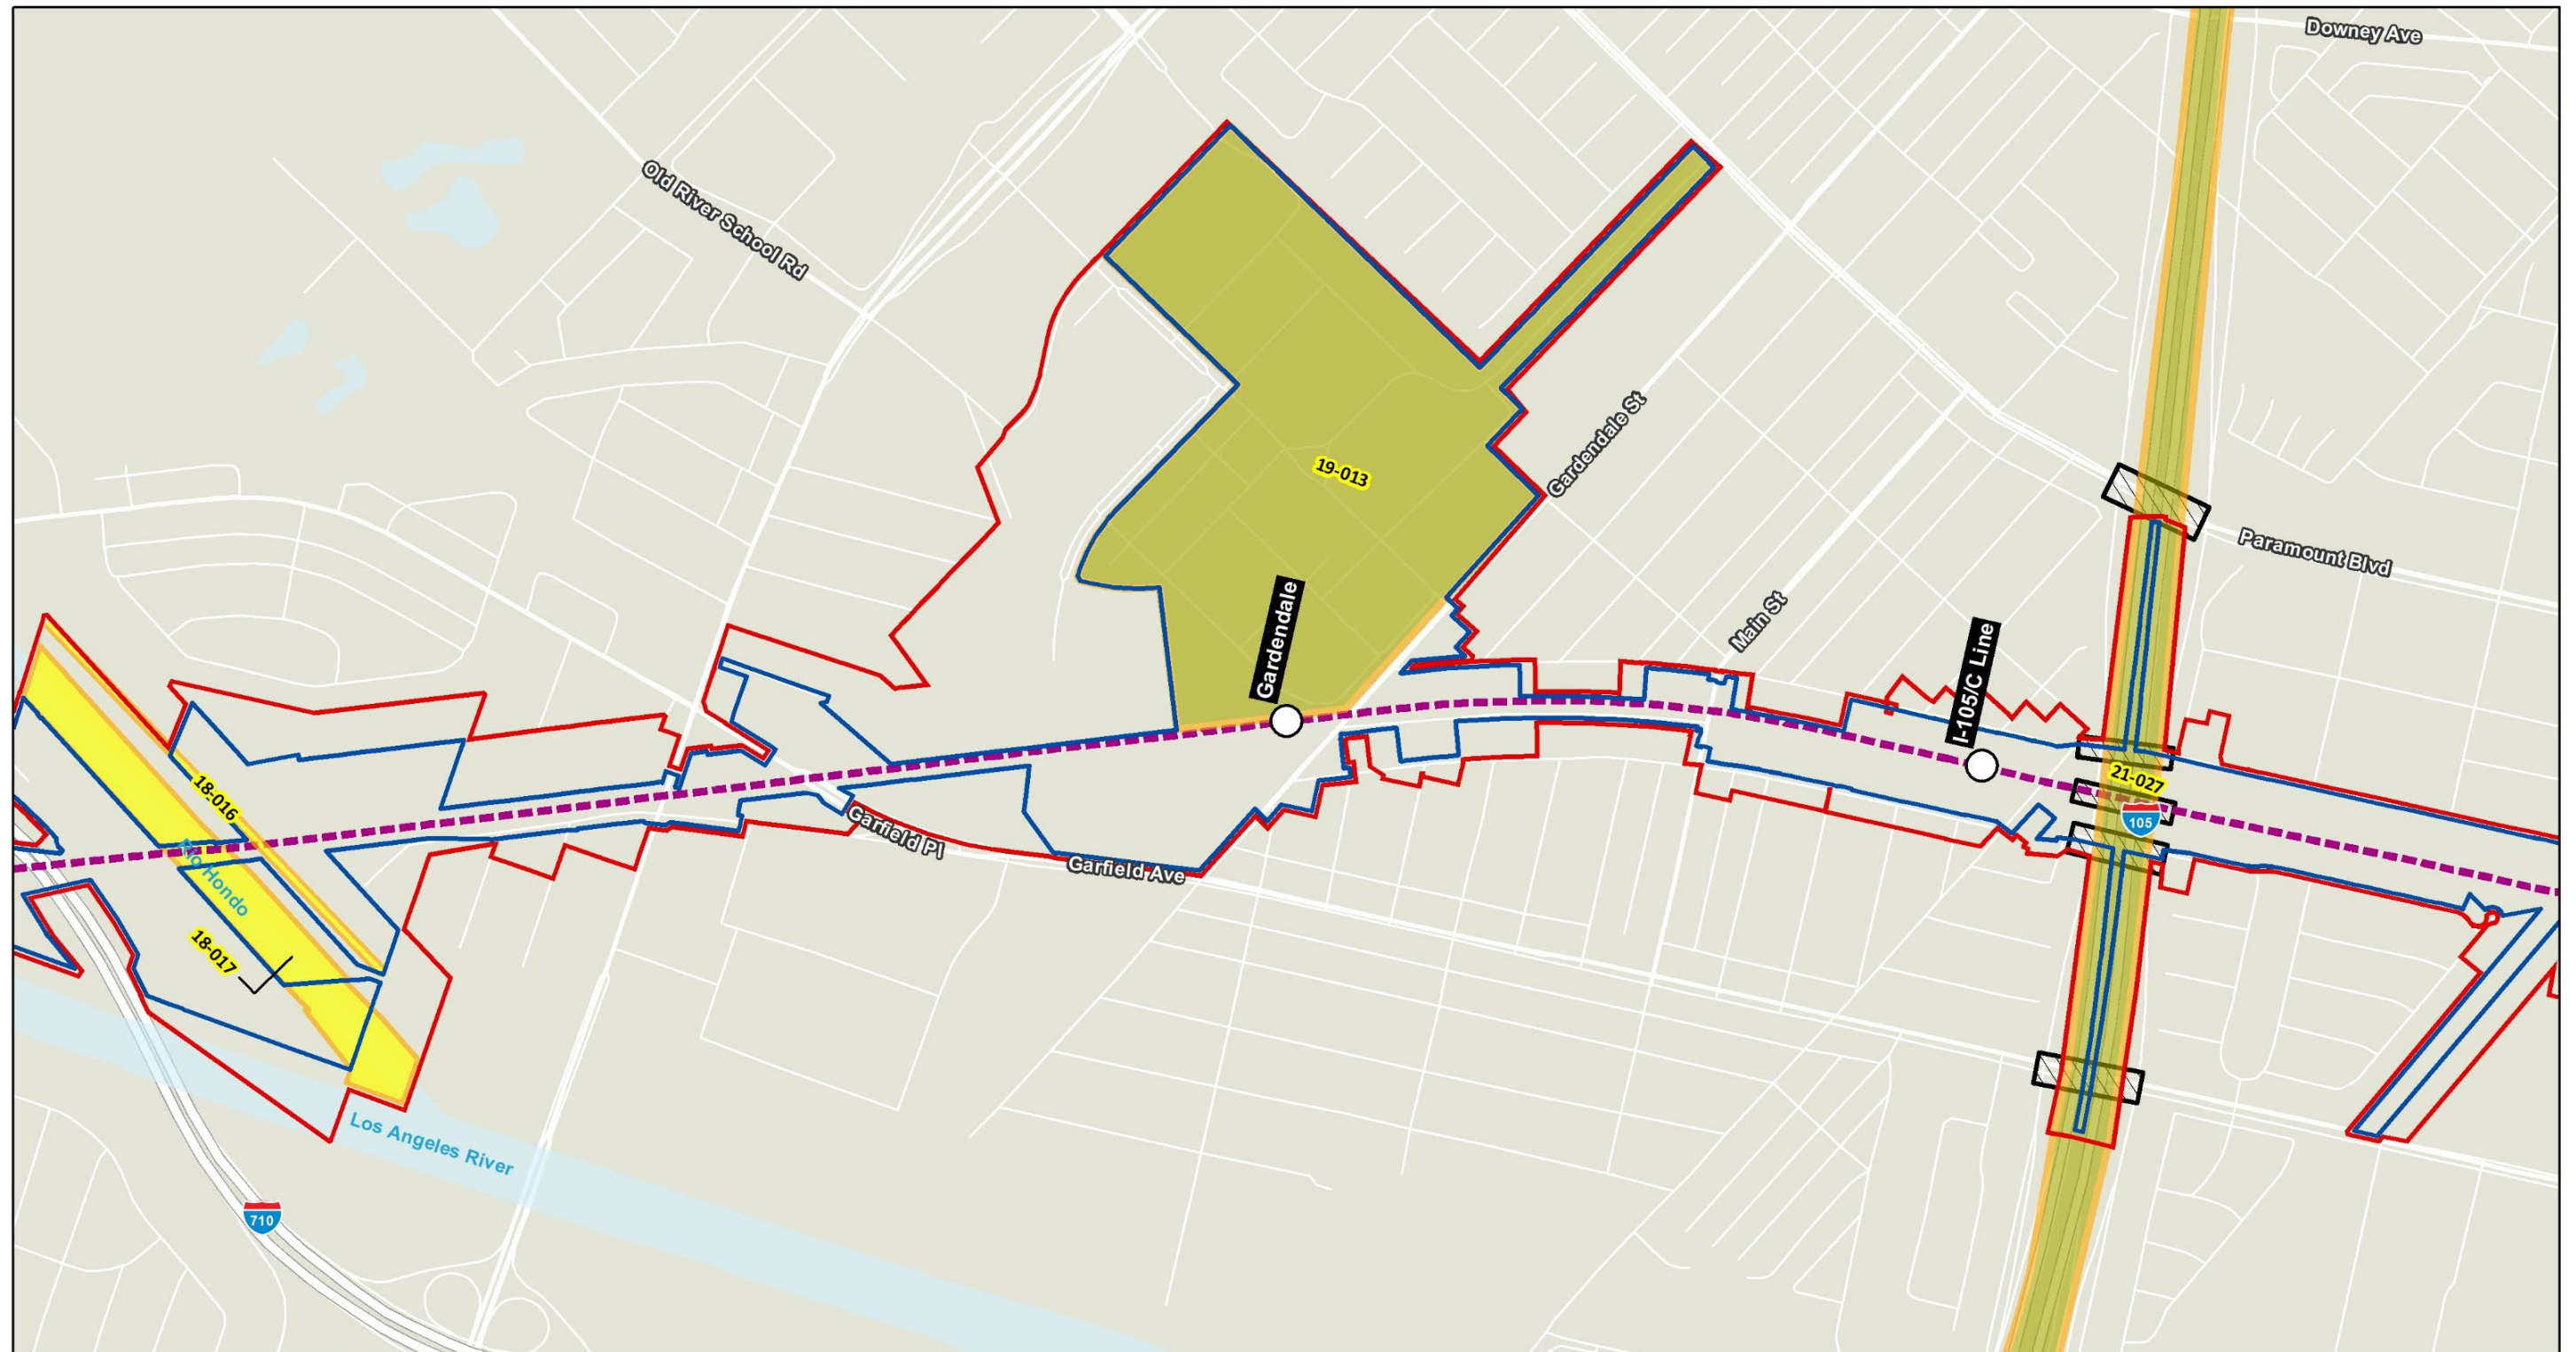 Downey Ave
Old River School Rd
Gardendale St
19-013
Paramount Blvd
Gardendale
Main St
I-105/C Line
21-027
105
18-016
Rio Hondo
Garfield Pl
Garfield Ave
18-017
Los Angeles River
710